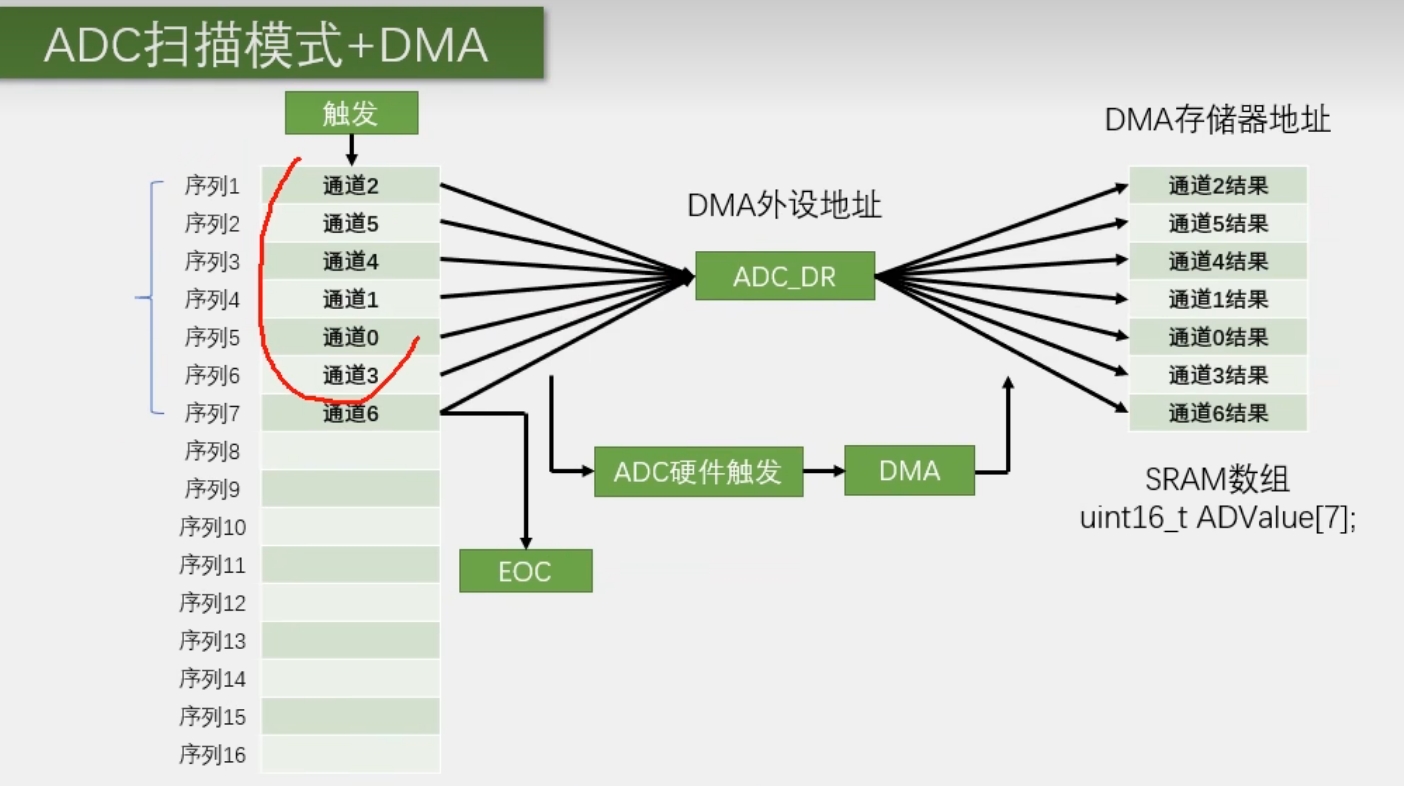 ADC扫描模式+DMA
触发
DMA存储器地址
DMA外设地址
序列1 通道2
序列2 通道5
序列3 通道4
序列4 通道1
序列5 通道0
序列6 通道3
序列7 通道6
序列8
序列9
序列10
序列11
序列12
序列13
序列14
序列15
序列16
ADC_DR
ADC硬件触发
DMA
EOC
通道2结果
通道5结果
通道4结果
通道1结果
通道0结果
通道3结果
通道6结果
SRAM数组
uint16_t ADValue[7];